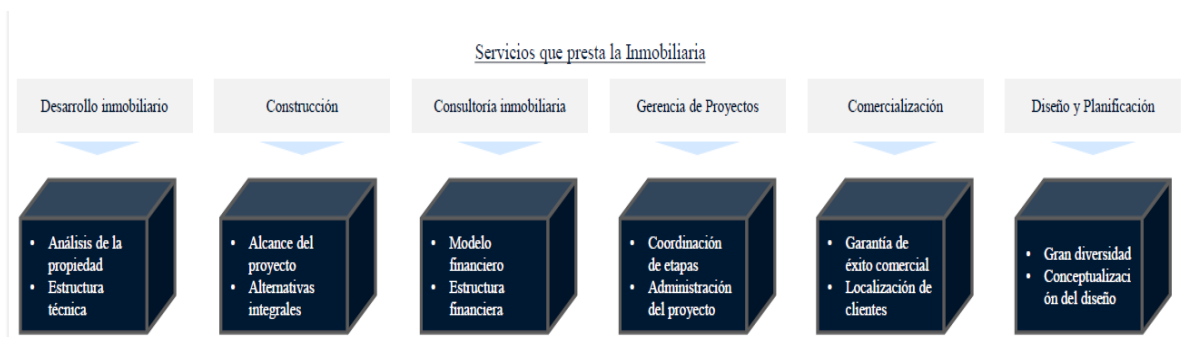 Servicios que presta la Inmobiliaria
Desarrollo inmobiliario
Construcción
Consultoría inmobiliaria
Gerencia de Proyectos
Comercialización
Diseño y Planificación
• Análisis de la
propiedad
• Estructura
técnica
• Alcance del
proyecto
• Alternativas
integrales
• Modelo
financiero
• Estructura
financiera
• Coordinación
de etapas
• Administración
del proyecto
• Garantía de
éxito comercial
• Localización de
clientes
• Gran diversidad
• Conceptualizaci
ón del diseño